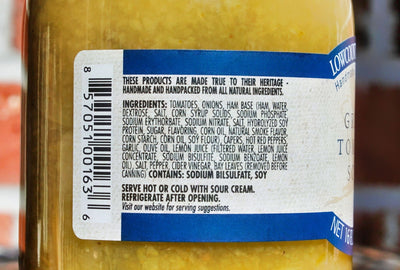 THESE PRODUCTS ARE MADE TRUE TO THEIR HERITAGE -
HANDMADE AND HANDPACKED FROM ALL NATURAL INGREDIENTS.
INGREDIENTS: TOMATOES, ONIONS, HAM BASE (HAM, WATER,
DEXTROSE, SALT, CORN SYRUP SOLIDS, SODIUM PHOSPHATE,
SODIUM ERYTHORBATE, SODIUM NITRATE, SALT, HYDROLYZED SOY
PROTEIN, SUGAR, FLAVORING, CORN OIL, NATURAL SMOKE FLAVOR,
CORN STARCH, CORN OIL, SOY FLOUR), CAPERS, HOT RED PEPPERS,
GARLIC, OLIVE OIL, LEMON JUICE (FILTERED WATER, LEMON JUICE
CONCENTRATE, SODIUM BISULFITE, SODIUM BENZOATE, LEMON
OIL), SALT, PEPPER, CIDER VINEGAR, BAY LEAVES (REMOVED BEFORE
CANNING) CONTAINS: SODIUM BILSULFATE, SOY
SERVE HOT OR COLD WITH SOUR CREAM.
REFRIGERATE AFTER OPENING.
Visit our website for serving suggestions.
8 57051 00163 6
LOWCOU
Handm
G
TO
NET 16